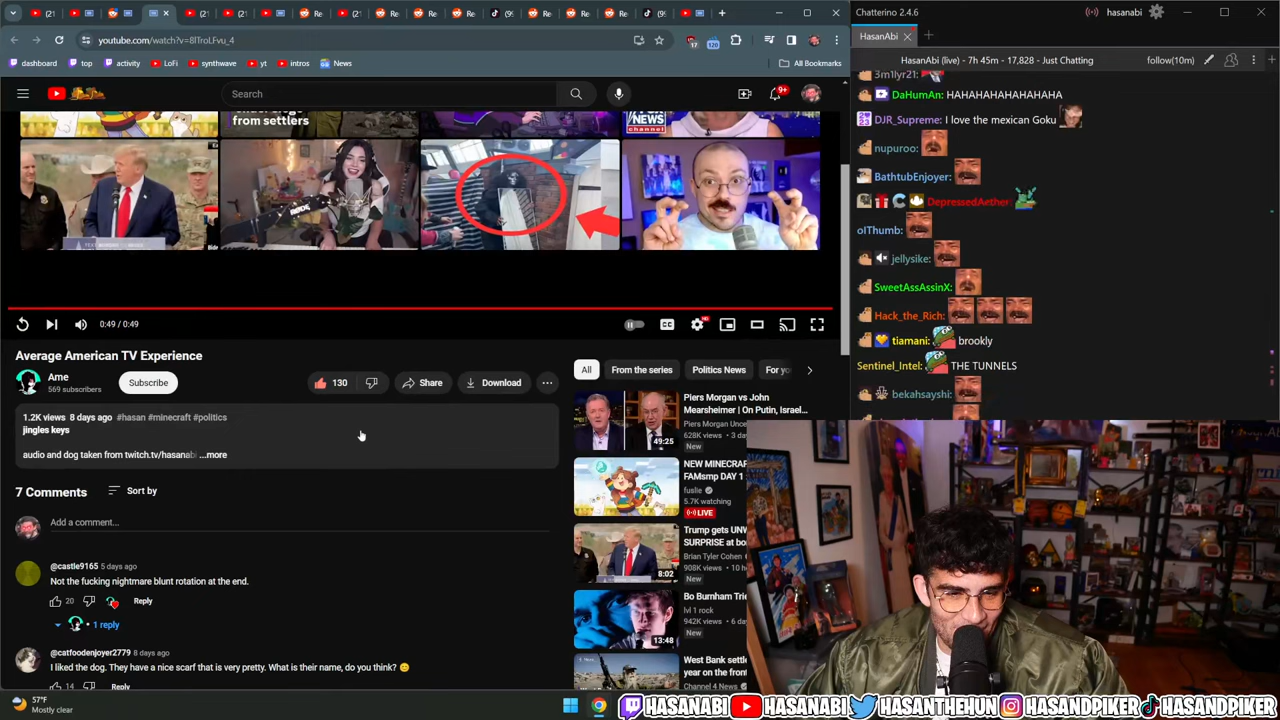 Chatterino 2.4.6
hasanabi
youtube.com/watch?v=8lTroLFvu_4
HasanAbi
dashboard
top
activity
LoFi
synthwave
yt
intros
News
All Bookmarks
HasanAbi (live) - 7h 45m - 17,828 - Just Chatting
follow(10m)
3m1lyr21:
Search
9+
DaHumAn: HAHAHAHAHAHAHA
from settlers
NEWS
channel
DJR_Supreme: I love the mexican Goku
nupuroo:
BathtubEnjoyer:
DepressedAether:
olThumb:
jellysike:
SweetAssAssinX:
Hack_the_Rich:
tiamani: brookly
Sentinel_Intel: THE TUNNELS
bekahsayshi:
0:49 / 0:49
Average American TV Experience
Ame
569 subscribers
Subscribe
130
Share
Download
All
From the series
Politics News
For yo
1.2K views 8 days ago #hasan #minecraft #politics
jingles keys
audio and dog taken from twitch.tv/hasanabi ...more
7 Comments
Sort by
Add a comment...
@castle9165 5 days ago
Not the fucking nightmare blunt rotation at the end.
20
Reply
1 reply
@catfoodenjoyer2779 8 days ago
I liked the dog. They have a nice scarf that is very pretty. What is their name, do you think? 😊
14
Reply
Piers Morgan vs John
Mearsheimer | On Putin, Israel...
Piers Morgan Uncen
628K views • 3 da
New
49:25
NEW MINECRAF
FAMsmp DAY 1
fuslie
5.7K watching
LIVE
Trump gets UNW
SURPRISE at bo
Brian Tyler Cohen
908K views • 10 h
New
8:02
Bo Burnham Trie
lvl 1 rock
942K views • 6 da
New
13:48
West Bank settle
year on the front
Channel 4 News
57°F
Mostly clear
HASANABI
HASANABI
HASANTHEHUN
HASANDPIKER
HASANDPIKER